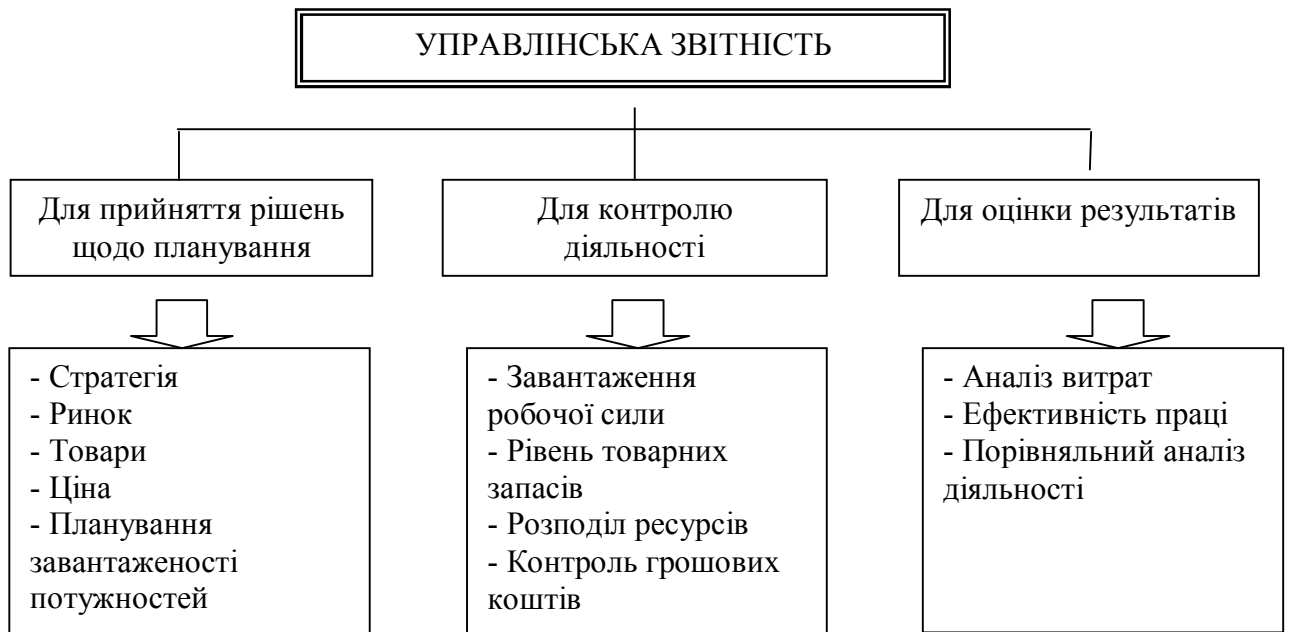 УПРАВЛІНСЬКА ЗВІТНІСТЬ
Для прийняття рішень
щодо планування
Для контролю
діяльності
Для оцінки результатів
- Стратегія
- Ринок
- Товари
- Ціна
- Планування
завантаженості
потужностей
- Завантаження
робочої сили
- Рівень товарних
запасів
- Розподіл ресурсів
- Контроль грошових
коштів
- Аналіз витрат
- Ефективність праці
- Порівняльний аналіз
діяльності